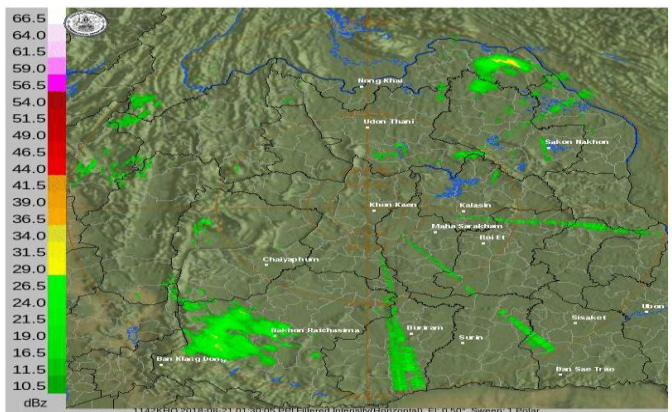 66.5
64.0
61.5
59.0
56.5
54.0
51.5
49.0
46.5
44.0
41.5
39.0
36.5
34.0
31.5
29.0
26.5
24.0
21.5
19.0
16.5
11.5
10.5
dBz
Nong Khai
Udon Thani
Sakon Nakhon
Khon Kaen
Kalasin
Maha Sarakham
Roi Et
Chaiyaphum
Ubon
Sisaket
Nakhon Ratchasima
Buriram
Surin
Ban Klang Dong
Ban Sae Trao